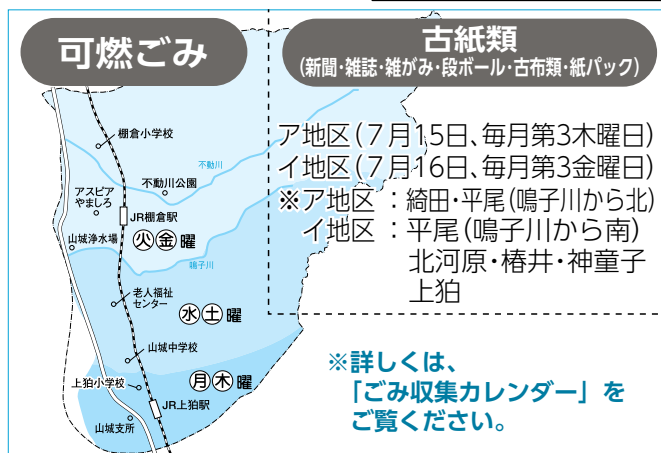 可燃ごみ
古紙類
(新聞・雑誌・雑がみ・段ボール・古布類・紙パック)
ア地区(7月15日、毎月第3木曜日)
イ地区(7月16日、毎月第3金曜日)
※ア地区：綺田・平尾(鳴子川から北)
イ地区：平尾(鳴子川から南)
北河原・椿井・神童子
上狛
棚倉小学校
不動川
不動川公園
アスピア
やましろ
JR棚倉駅
山城浄水場
火金曜
鳴子川
老人福祉
センター
水土曜
山城中学校
上狛小学校
月木曜
JR上狛駅
山城支所
※詳しくは、
「ごみ収集カレンダー」を
ご覧ください。